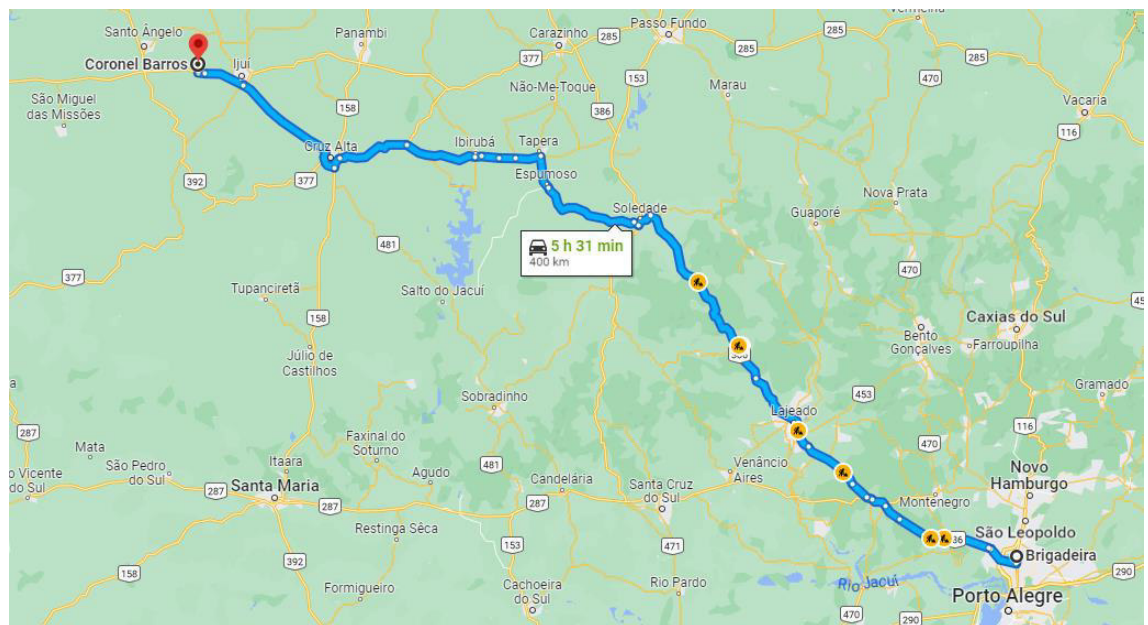 Vermelha
Santo Ângelo
Panambi
Carazinho
Passo Fundo
285
285
285
470
Coronel Barros
Ijuí
377
153
Marau
Não-Me-Toque
São Miguel
das Missões
158
386
470
Vacaria
116
Cruz Alta
Ibirubá
Tapera
377
392
Espumoso
Nova Prata
Soledade
Guaporé
481
5 h 31 min
400 km
470
377
Tupanciretã
Salto do Jacuí
158
Caxias do Sul
Bento
Gonçalves
Farroupilha
Júlio de
Castilhos
Gramado
Sobradinho
453
Lajeado
116
287
Faxinal do
Soturno
470
Mata
Itaara
São Pedro
do Sul
Agudo
481
Venâncio
Aires
Novo
Hamburgo
o Vicente
do Sul
287
Santa Maria
287
Candelária
Santa Cruz
do Sul
287
Montenegro
Restinga Sêca
São Leopoldo
36
Brigadeira
153
471
392
158
Formigueiro
Cachoeira
do Sul
Rio Pardo
Rio Jacuí
290
Porto Alegre
470
290